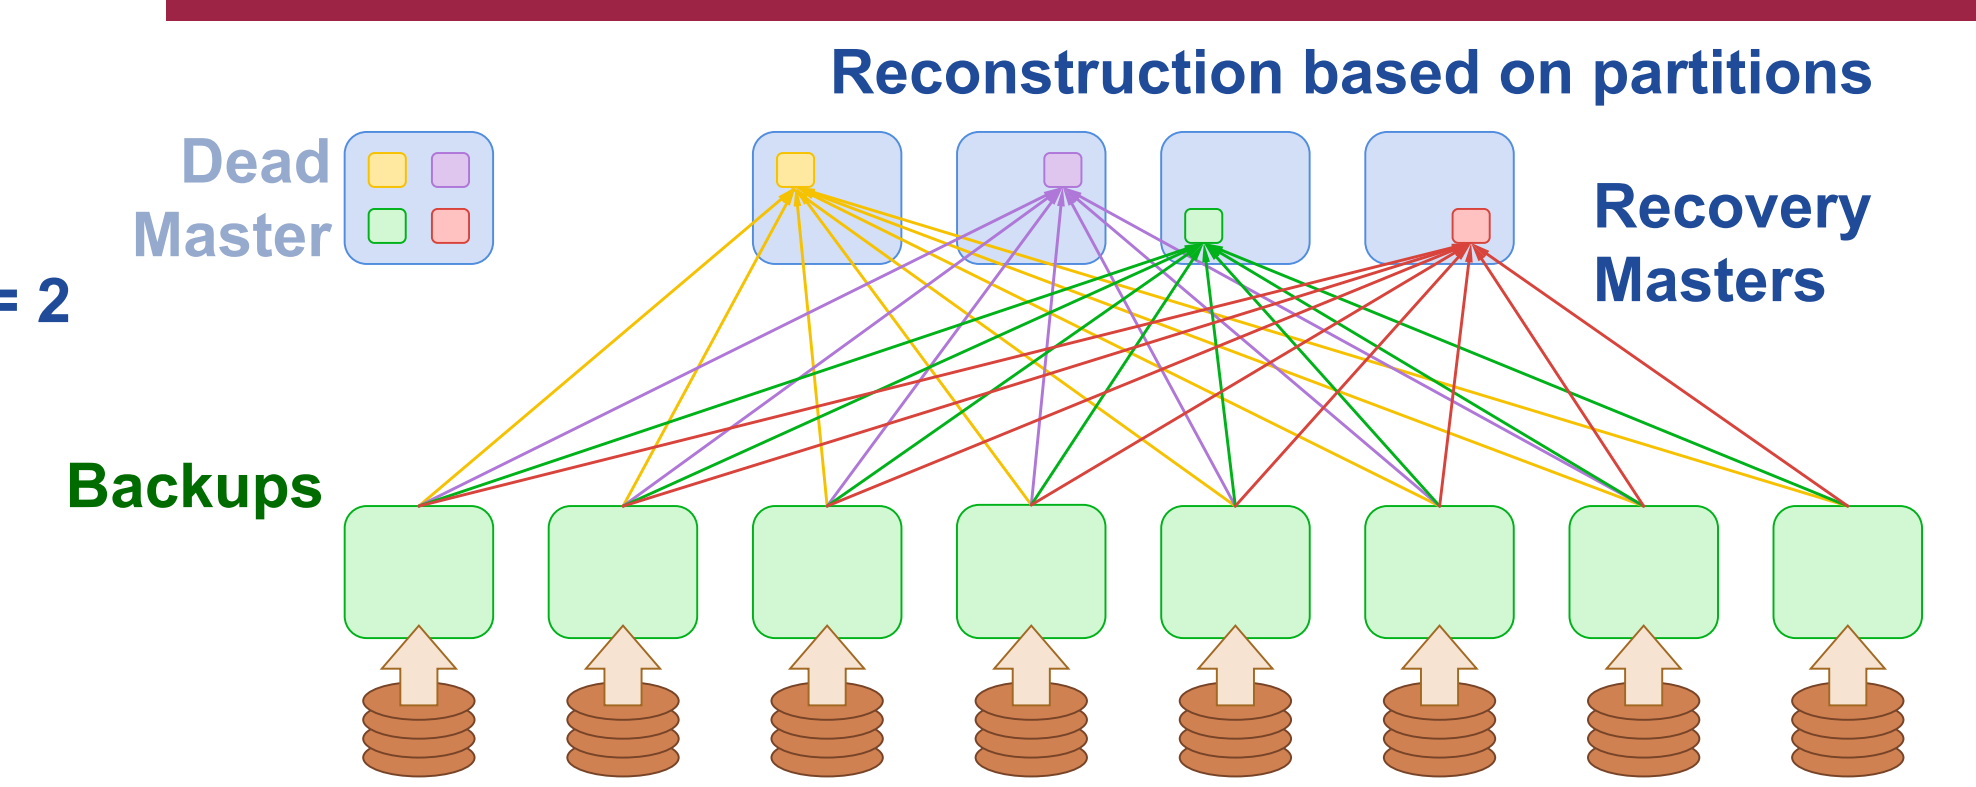 Reconstruction based on partitions
Dead
Master
= 2
Recovery
Masters
Backups